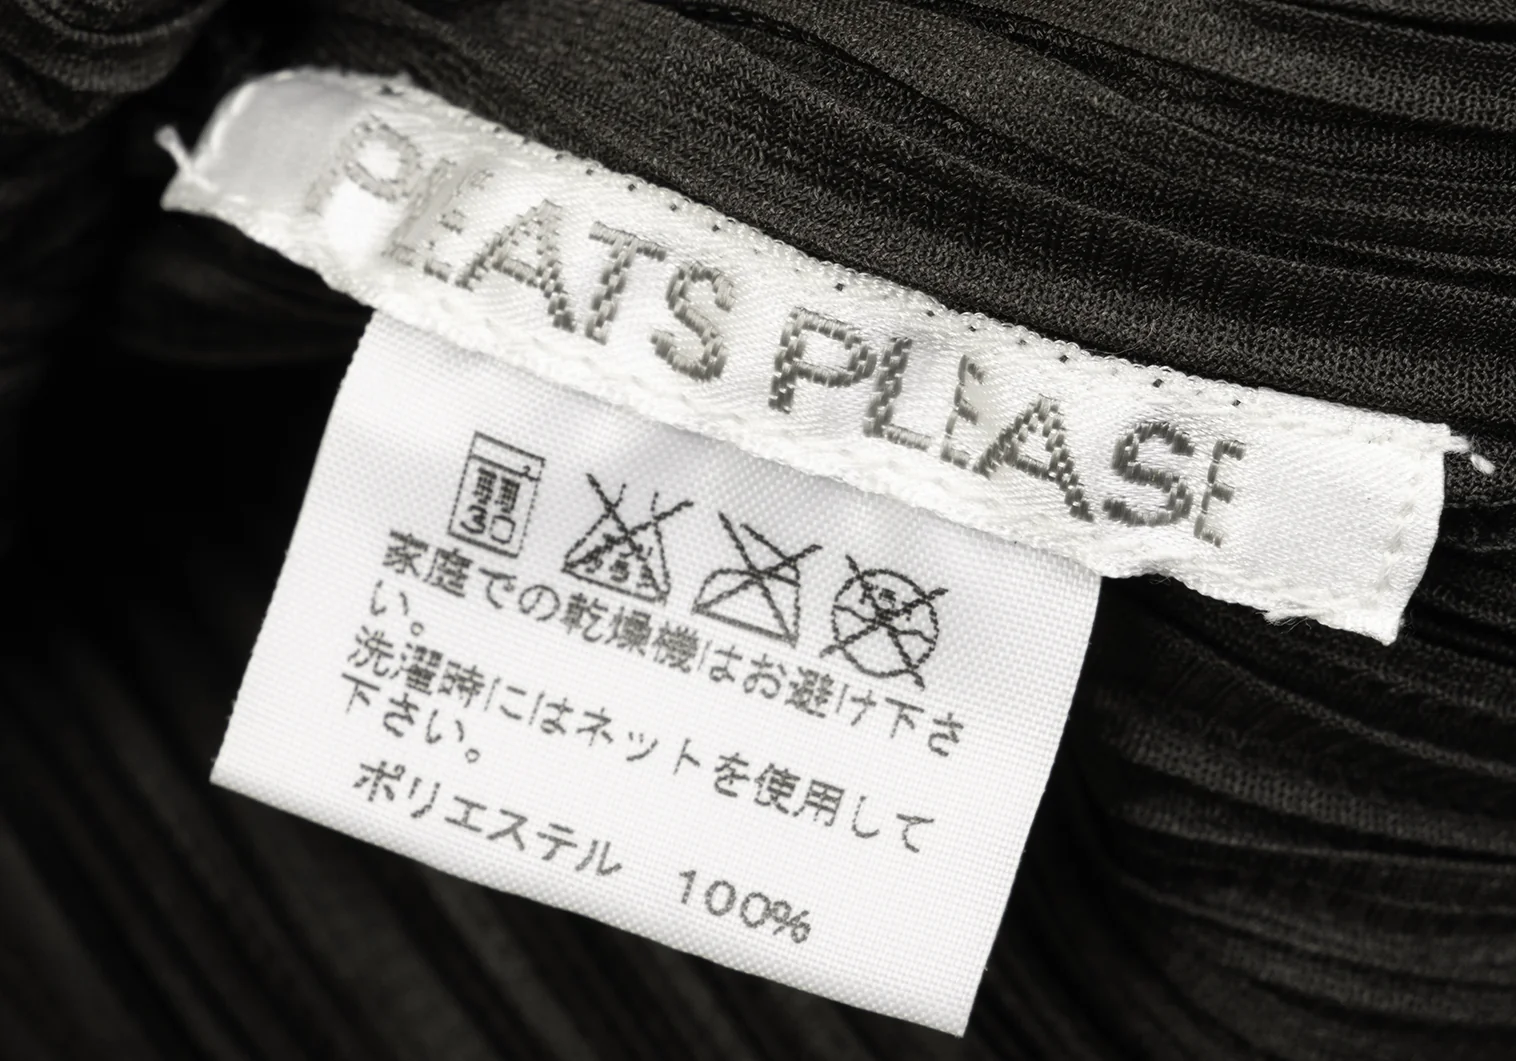 PLEATS PLEASE
家庭での乾燥機はお避け下さ
い。
洗濯時にはネットを使用して
下さい。
ポリエステル 100%